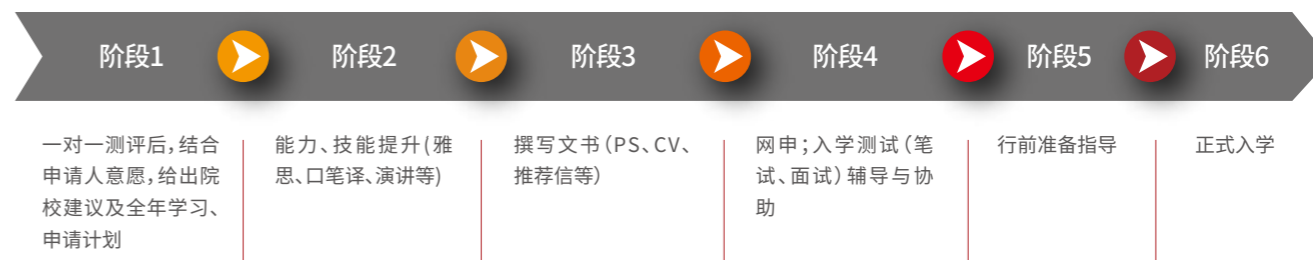 阶段1
阶段2
阶段3
阶段4
阶段5
阶段6
一对一测评后,结合
申请人意愿,给出院
校建议及全年学习、
申请计划
能力、技能提升(雅
思、口笔译、演讲等)
撰写文书(PS、CV、
推荐信等)
网申;入学测试(笔
试、面试)辅导与协
助
行前准备指导
正式入学